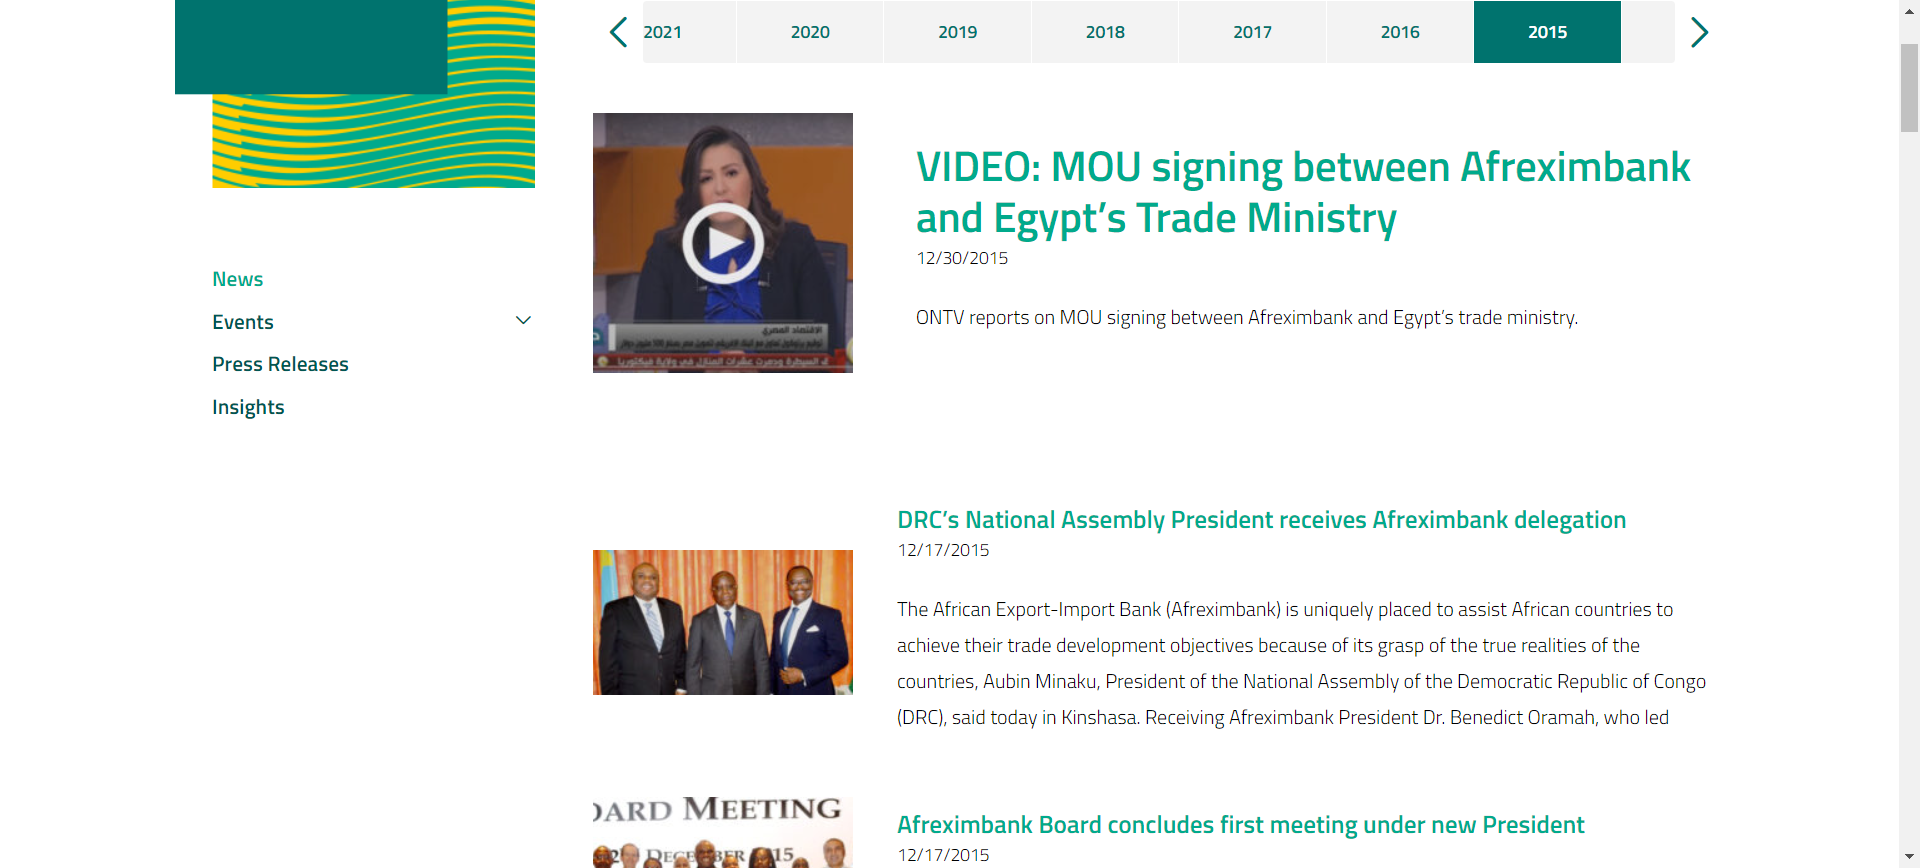 2021
2020
2019
2018
2017
2016
2015
VIDEO: MOU signing between Afreximbank
and Egypt’s Trade Ministry
12/30/2015
ONTV reports on MOU signing between Afreximbank and Egypt’s trade ministry.
الاقتصاد المصري
News
Events
Press Releases
Insights
DRC’s National Assembly President receives Afreximbank delegation
12/17/2015
The African Export-Import Bank (Afreximbank) is uniquely placed to assist African countries to
achieve their trade development objectives because of its grasp of the true realities of the
countries, Aubin Minaku, President of the National Assembly of the Democratic Republic of Congo
(DRC), said today in Kinshasa. Receiving Afreximbank President Dr. Benedict Oramah, who led
OARD MEETING
Afreximbank Board concludes first meeting under new President
12/17/2015